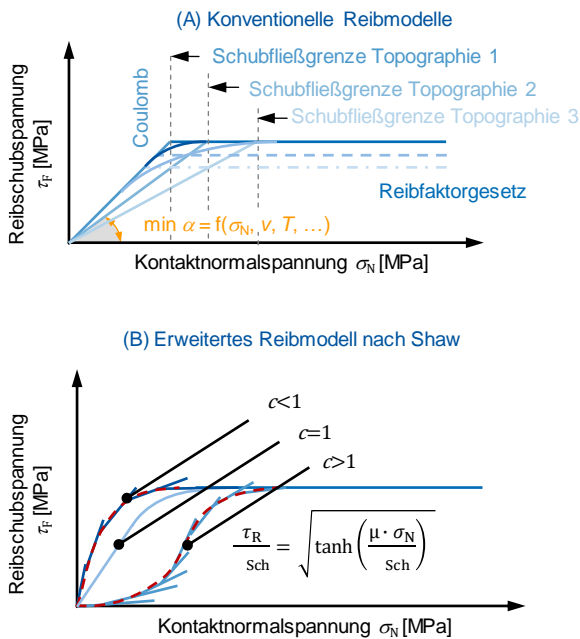 (A) Konventionelle Reibmodelle
Schubfließgrenze Topographie 1
Schubfließgrenze Topographie 2
Schubfließgrenze Topographie 3
Coulomb
Reibschubspannung
τF [MPa]
Reibfaktorgesetz
min α = f(σN, v, T, …)
Kontaktnormalspannung σN [MPa]
(B) Erweitertes Reibmodell nach Shaw
c<1
c=1
c>1
Reibschubspannung
τF [MPa]
τR / Sch = √tanh(μ · σN / Sch)
Kontaktnormalspannung σN [MPa]